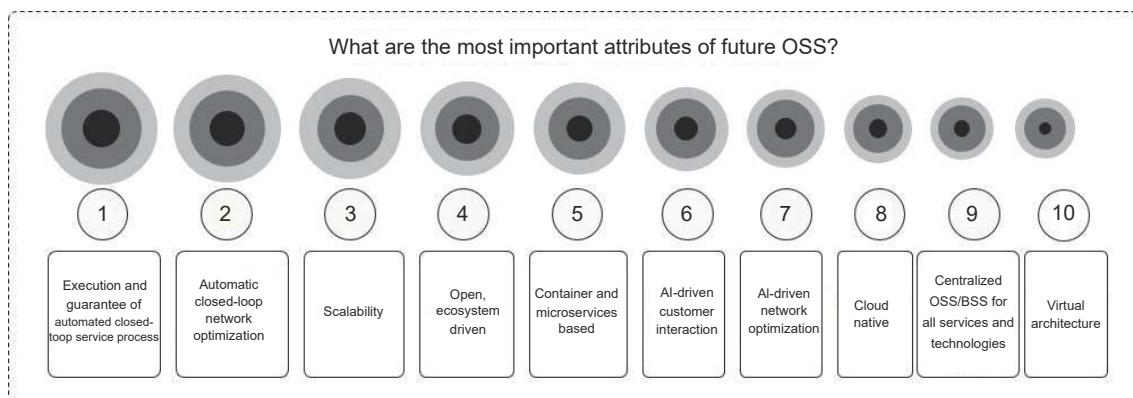 What are the most important attributes of future OSS?
1
2
3
4
5
6
7
8
9
10
Execution and
guarantee of
automated closed-
toop service process
Automatic
closed-loop
network
optimization
Scalability
Open,
ecosystem
driven
Container and
microservices
based
AI-driven
customer
interaction
AI-driven
network
optimization
Cloud
native
Centralized
OSS/BSS for
all services and
technologies
Virtual
architecture